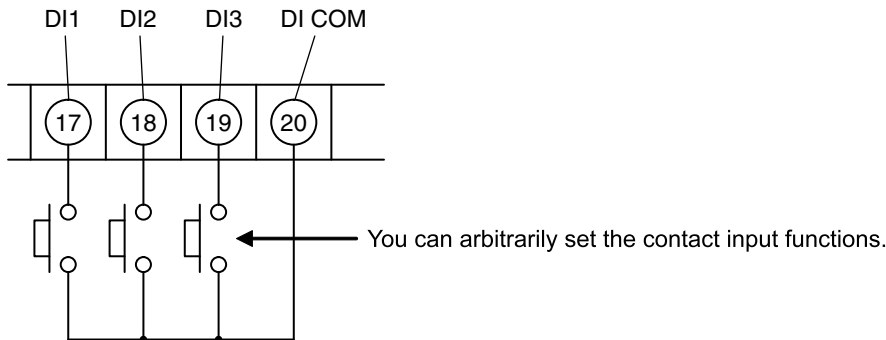 DI1 DI2 DI3 DI COM
17 18 19 20
You can arbitrarily set the contact input functions.